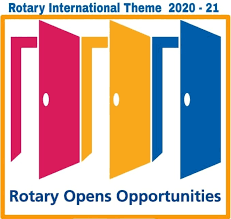 Rotary International Theme 2020 - 21
Rotary Opens Opportunities